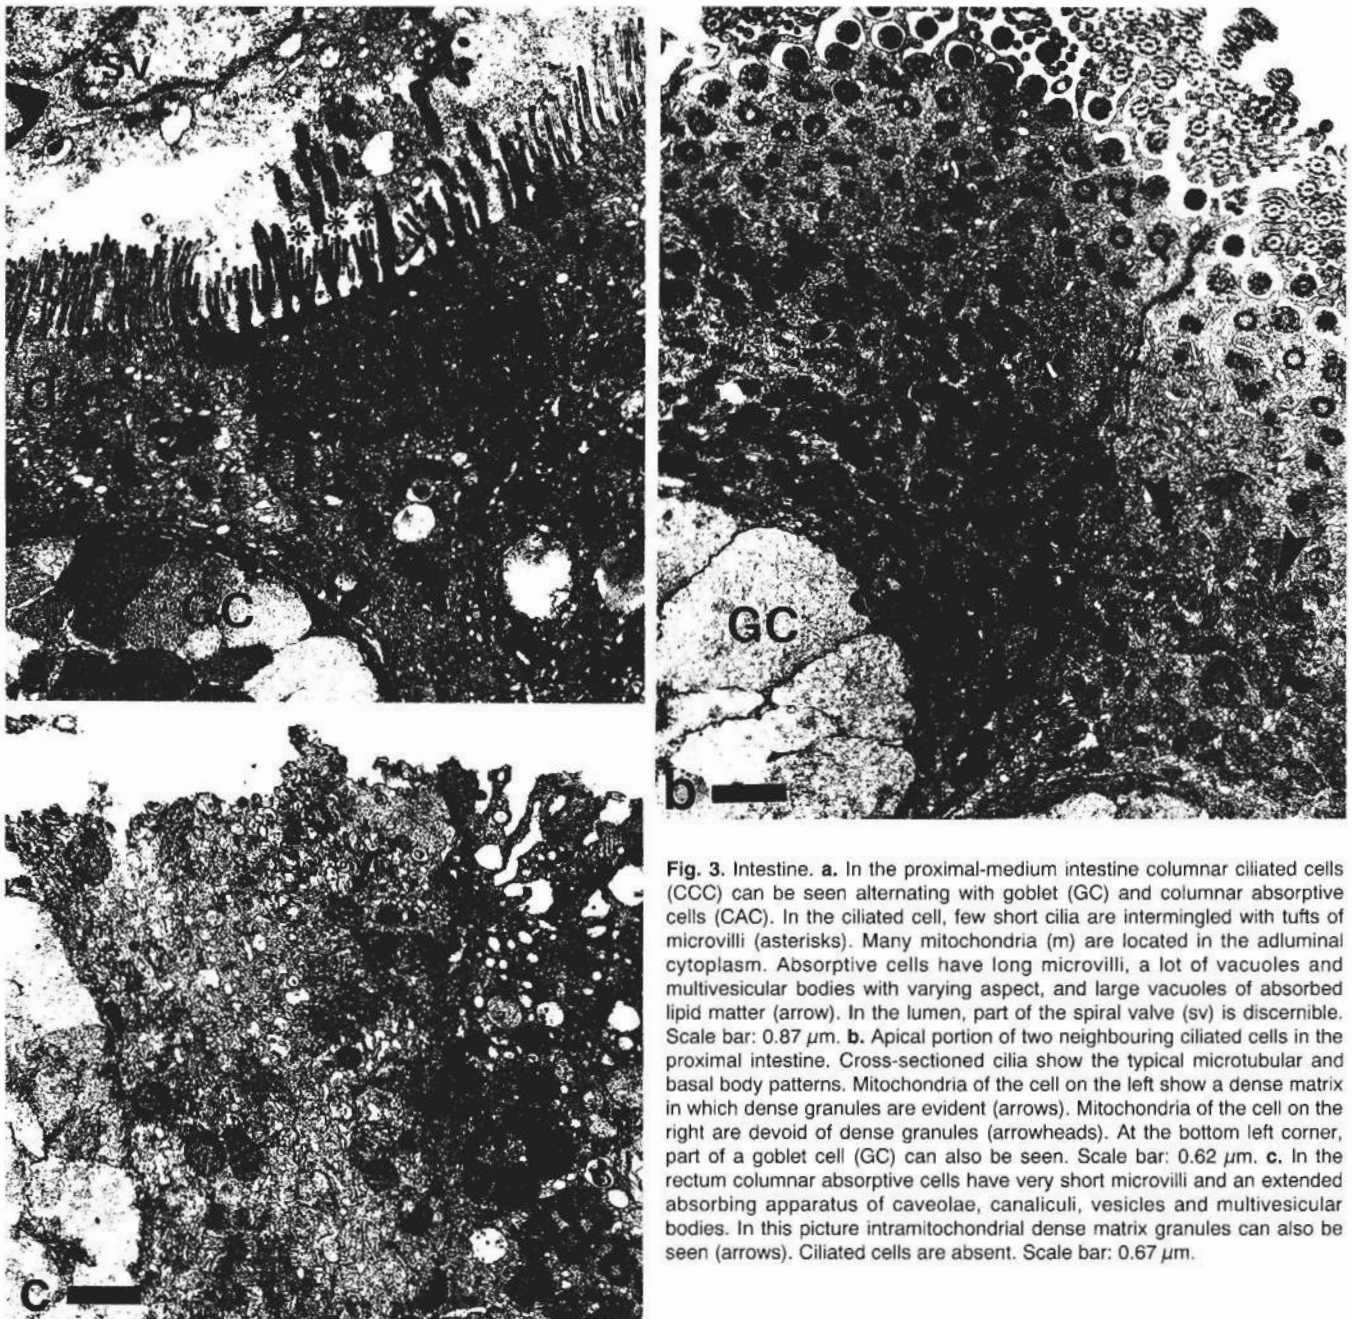 sv
***
d
GC
GC
b
c
Fig. 3. Intestine. a. In the proximal-medium intestine columnar ciliated cells
(CCC) can be seen alternating with goblet (GC) and columnar absorptive
cells (CAC). In the ciliated cell, few short cilia are intermingled with tufts of
microvilli (asterisks). Many mitochondria (m) are located in the adluminal
cytoplasm. Absorptive cells have long microvilli, a lot of vacuoles and
multivesicular bodies with varying aspect, and large vacuoles of absorbed
lipid matter (arrow). In the lumen, part of the spiral valve (sv) is discernible.
Scale bar: 0.87 μm. b. Apical portion of two neighbouring ciliated cells in the
proximal intestine. Cross-sectioned cilia show the typical microtubular and
basal body patterns. Mitochondria of the cell on the left show a dense matrix
in which dense granules are evident (arrows). Mitochondria of the cell on the
right are devoid of dense granules (arrowheads). At the bottom left corner,
part of a goblet cell (GC) can also be seen. Scale bar: 0.62 μm. c. In the
rectum columnar absorptive cells have very short microvilli and an extended
absorbing apparatus of caveolae, canaliculi, vesicles and multivesicular
bodies. In this picture intramitochondrial dense matrix granules can also be
seen (arrows). Ciliated cells are absent. Scale bar: 0.67 μm.